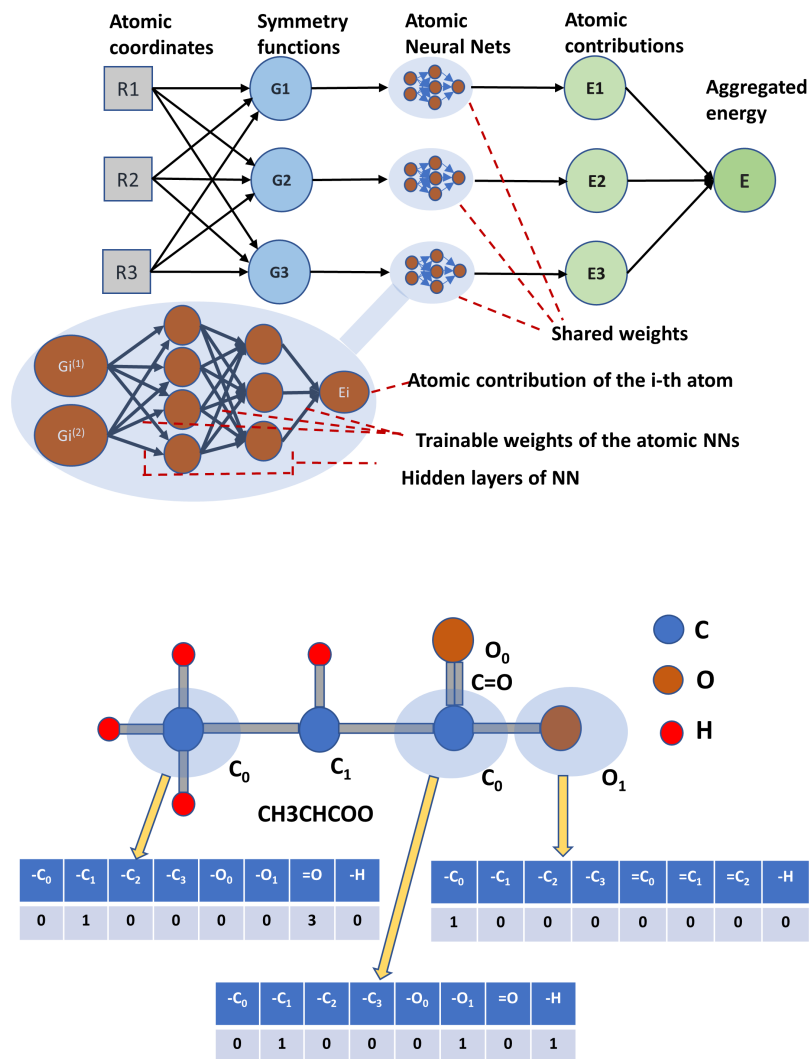 Atomic coordinates
Symmetry functions
Atomic Neural Nets
Atomic contributions
Aggregated energy
R1
G1
E1
R2
G2
E2
E
R3
G3
E3
Shared weights
Gi(1)
Gi(2)
Ei
Atomic contribution of the i-th atom
Trainable weights of the atomic NNs
Hidden layers of NN
O₀
C=O
C
O
H
C₀
C₁
C₀
O₁
CH3CHCOO
-C₀ -C₁ -C₂ -C₃ -O₀ -O₁ =O -H
0 1 0 0 0 0 3 0
-C₀ -C₁ -C₂ -C₃ =C₀ =C₁ =C₂ -H
1 0 0 0 0 0 0 0
-C₀ -C₁ -C₂ -C₃ -O₀ -O₁ =O -H
0 1 0 0 0 1 0 1